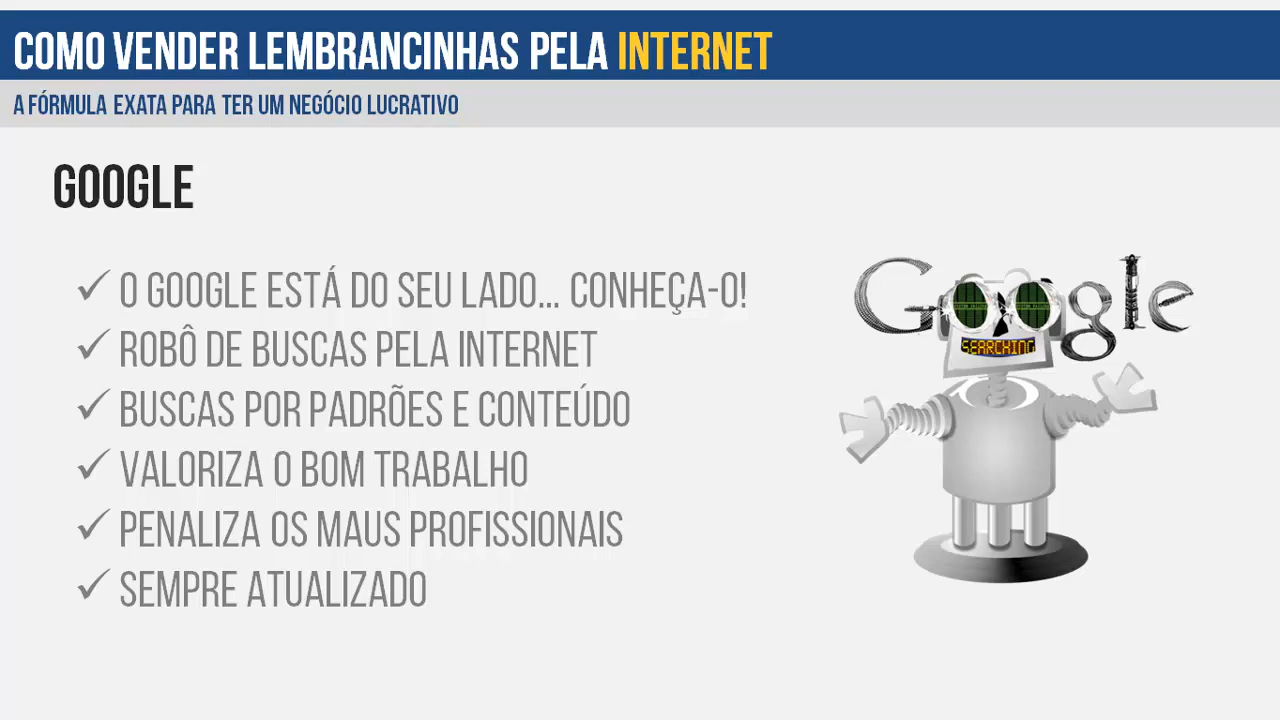 COMO VENDER LEMBRANCINHAS PELA INTERNET
A FÓRMULA EXATA PARA TER UM NEGÓCIO LUCRATIVO
GOOGLE
✓ O GOOGLE ESTÁ DO SEU LADO... CONHEÇA-O!
✓ ROBÔ DE BUSCAS PELA INTERNET
✓ BUSCAS POR PADRÕES E CONTEÚDO
✓ VALORIZA O BOM TRABALHO
✓ PENALIZA OS MAUS PROFISSIONAIS
✓ SEMPRE ATUALIZADO
Google
SEARCHING